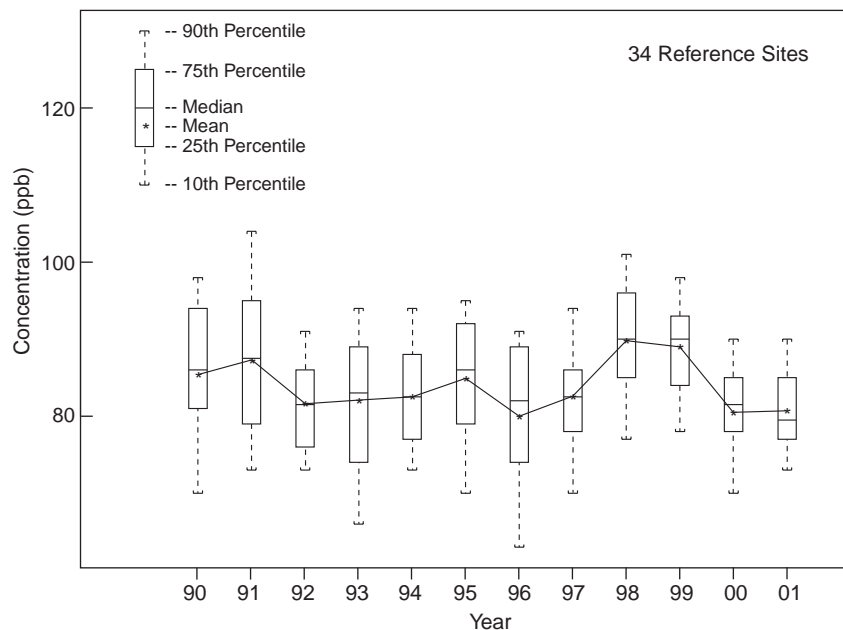 -- 90th Percentile
34 Reference Sites
-- 75th Percentile
-- Median
-- Mean
-- 25th Percentile
-- 10th Percentile
Concentration (ppb)
120
100
80
90 91 92 93 94 95 96 97 98 99 00 01
Year